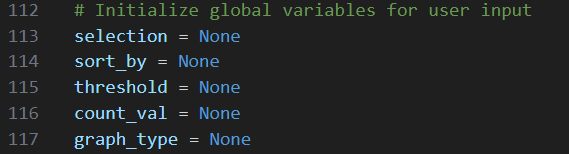 112 # Initialize global variables for user input
113 selection = None
114 sort_by = None
115 threshold = None
116 count_val = None
117 graph_type = None